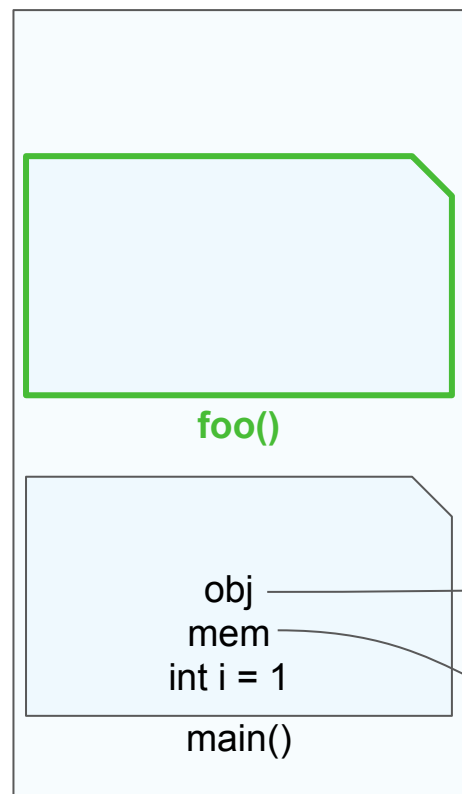 foo()
obj
mem
int i = 1
main()